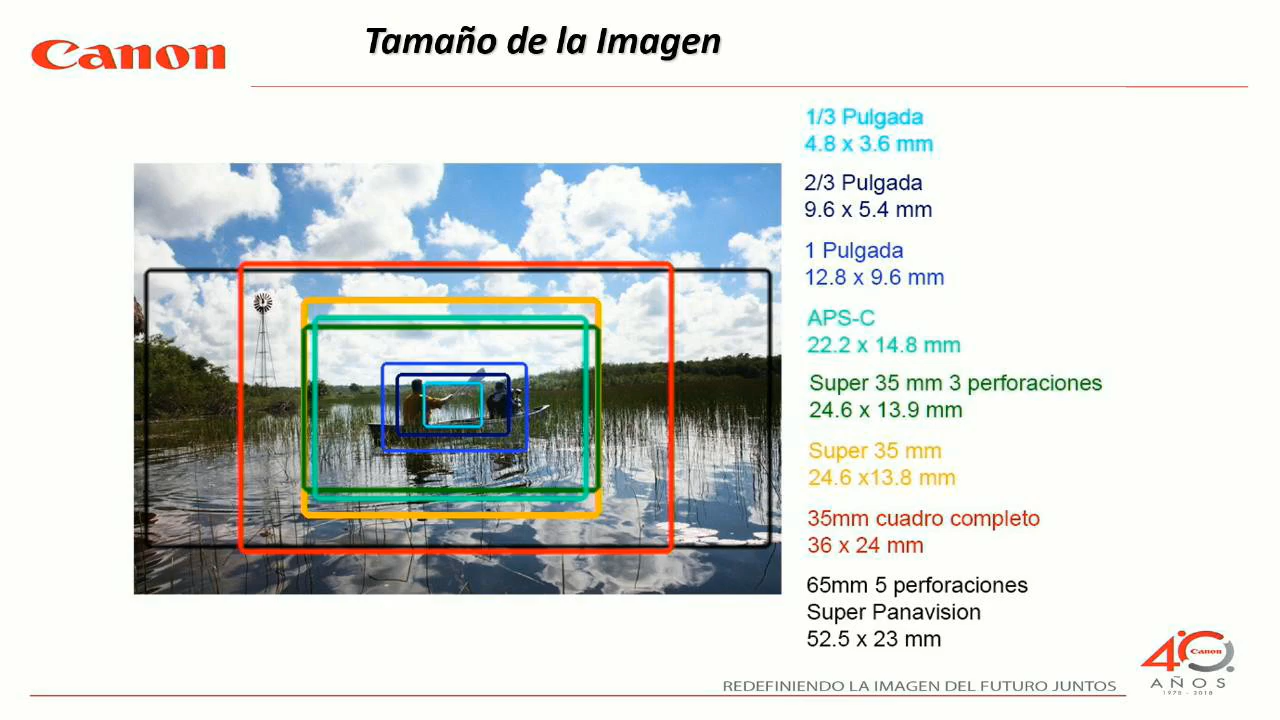 Canon
Tamaño de la Imagen
1/3 Pulgada
4.8 x 3.6 mm
2/3 Pulgada
9.6 x 5.4 mm
1 Pulgada
12.8 x 9.6 mm
APS-C
22.2 x 14.8 mm
Super 35 mm 3 perforaciones
24.6 x 13.9 mm
Super 35 mm
24.6 x13.8 mm
35mm cuadro completo
36 x 24 mm
65mm 5 perforaciones
Super Panavision
52.5 x 23 mm
40
Canon
AÑOS
1978 - 2018
REDEFINIENDO LA IMAGEN DEL FUTURO JUNTOS